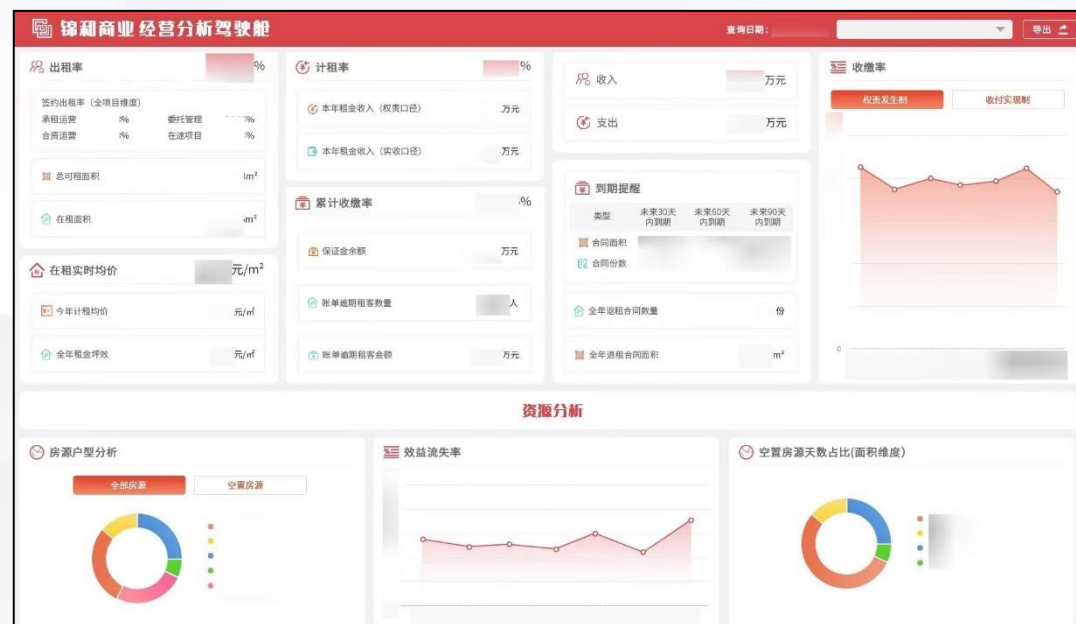 锦和商业 经营分析驾驶舱
查询日期：
导出
出租率
%
签约出租率（全项目维度）
承租运营 % 委托管理 %
合资运营 % 在途项目 %
总可租面积 m²
在租面积 m²
在租实时均价 元/m²
今年计租均价 元/㎡
全年租金坪效 元/㎡
计租率 %
本年租金收入（权责口径） 万元
本年租金收入（实收口径） 万元
累计收缴率 %
保证金余额 万元
账单逾期租客数量 人
账单逾期租客金额 万元
收入 万元
支出 万元
到期提醒
类型 未来30天内到期 未来60天内到期 未来90天内到期
合同面积
合同份数
全年退租合同数量 份
全年退租合同面积 m²
收缴率
权责发生制 收付实现制
0
资源分析
房源户型分析
全部房源 空置房源
效益流失率
空置房源天数占比(面积维度)